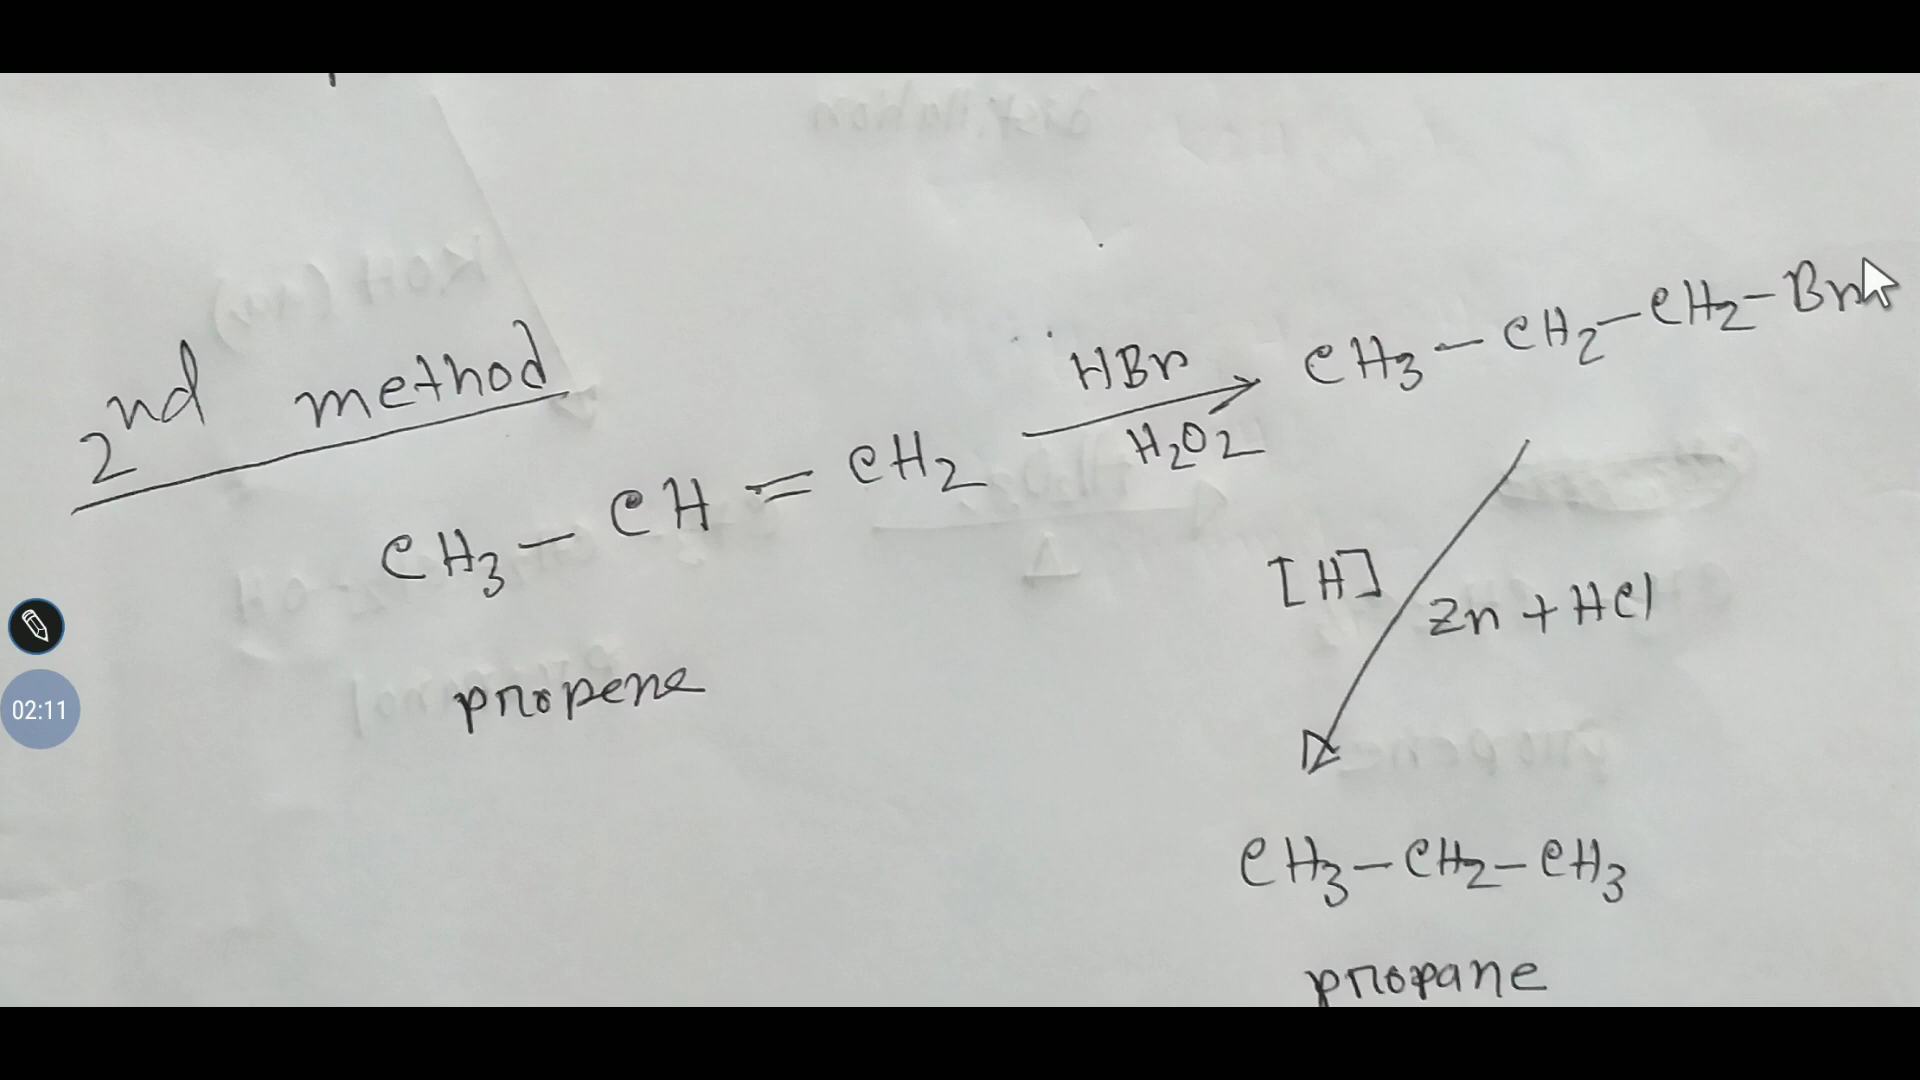 2nd method
CH3 – CH = CH2 HBr H2O2 CH3 – CH2 – CH2 – Br
[H] Zn + HCl
propene
CH3 – CH2 – CH3
propane
02:11